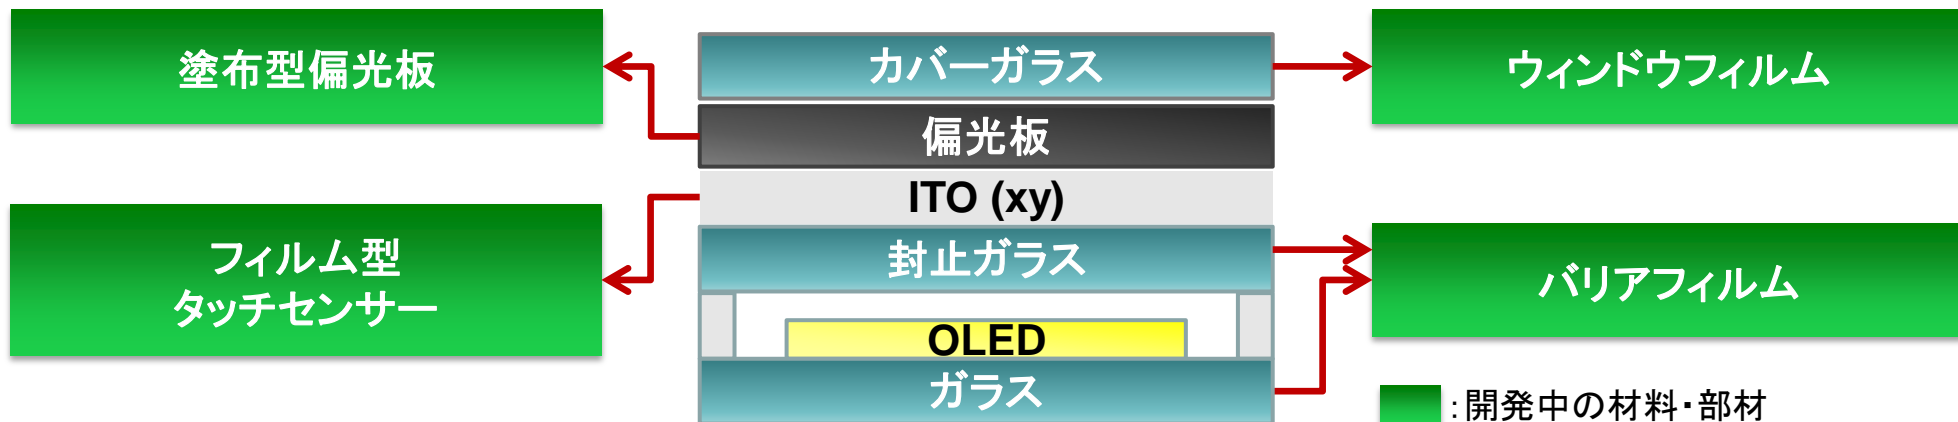 塗布型偏光板
カバーガラス
ウィンドウフィルム
偏光板
ITO (xy)
フィルム型
タッチセンサー
封止ガラス
バリアフィルム
OLED
ガラス
:開発中の材料・部材